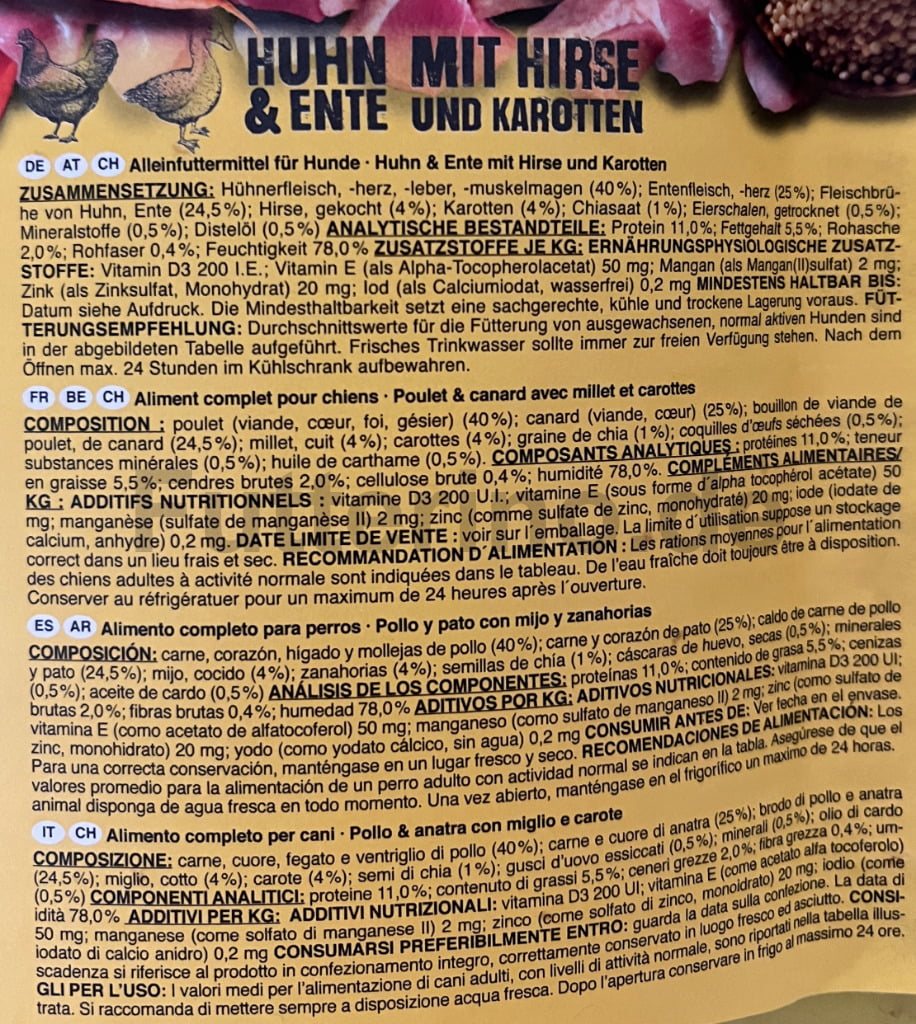 HUHN MIT HIRSE
& ENTE UND KAROTTEN
DE AT CH Alleinfuttermittel für Hunde · Huhn & Ente mit Hirse und Karotten
ZUSAMMENSETZUNG: Hühnerfleisch, -herz, -leber, -muskelmagen (40%); Entenfleisch, -herz (25%); Fleischbrü-
he von Huhn, Ente (24,5%); Hirse, gekocht (4%); Karotten (4%); Chiasaat (1%); Eierschalen, getrocknet (0,5%);
Mineralstoffe (0,5%); Distelöl (0,5%) ANALYTISCHE BESTANDTEILE: Protein 11,0%; Fettgehalt 5,5%; Rohasche
2,0%; Rohfaser 0,4%; Feuchtigkeit 78,0% ZUSATZSTOFFE JE KG: ERNÄHRUNGSPHYSIOLOGISCHE ZUSATZ-
STOFFE: Vitamin D3 200 I.E.; Vitamin E (als Alpha-Tocopherolacetat) 50 mg; Mangan (als Mangan(II)sulfat) 2 mg;
Zink (als Zinksulfat, Monohydrat) 20 mg; Iod (als Calciumiodat, wasserfrei) 0,2 mg MINDESTENS HALTBAR BIS:
Datum siehe Aufdruck. Die Mindesthaltbarkeit setzt eine sachgerechte, kühle und trockene Lagerung voraus. FÜT-
TERUNGSEMPFEHLUNG: Durchschnittswerte für die Fütterung von ausgewachsenen, normal aktiven Hunden sind
in der abgebildeten Tabelle aufgeführt. Frisches Trinkwasser sollte immer zur freien Verfügung stehen. Nach dem
Öffnen max. 24 Stunden im Kühlschrank aufbewahren.
FR BE CH Aliment complet pour chiens · Poulet & canard avec millet et carottes
COMPOSITION : poulet (viande, cœur, foi, gésier) (40%); canard (viande, cœur) (25%); bouillon de viande de
poulet, de canard (24,5%); millet, cuit (4%); carottes (4%); graine de chia (1%); coquilles d'œufs séchées (0,5%);
substances minérales (0,5%); huile de carthame (0,5%). COMPOSANTS ANALYTIQUES : protéines 11,0%; teneur
en graisse 5,5%; cendres brutes 2,0%; cellulose brute 0,4%; humidité 78,0%. COMPLÉMENTS ALIMENTAIRES/
KG : ADDITIFS NUTRITIONNELS : vitamine D3 200 U.I.; vitamine E (sous forme d´alpha tocophérol acétate) 50
mg; manganèse (sulfate de manganèse II) 2 mg; zinc (comme sulfate de zinc, monohydraté) 20 mg; iode (iodate de
calcium, anhydre) 0,2 mg. DATE LIMITE DE VENTE : voir sur l´emballage. La limite d´utilisation suppose un stockage
correct dans un lieu frais et sec. RECOMMANDATION D´ALIMENTATION : Les rations moyennes pour l´alimentation
des chiens adultes à activité normale sont indiquées dans le tableau. De l'eau fraîche doit toujours être à disposition.
Conserver au réfrigératuer pour un maximum de 24 heures après l´ouverture.
ES AR Alimento completo para perros · Pollo y pato con mijo y zanahorias
COMPOSICIÓN: carne, corazón, hígado y mollejas de pollo (40%); carne y corazón de pato (25%); caldo de carne de pollo
y pato (24,5%); mijo, cocido (4%); zanahorias (4%); semillas de chía (1%); cáscaras de huevo, secas (0,5%); minerales
(0,5%); aceite de cardo (0,5%) ANÁLISIS DE LOS COMPONENTES: proteínas 11,0%; contenido de grasa 5,5%; cenizas
brutas 2,0%; fibras brutas 0,4%; humedad 78,0% ADITIVOS POR KG: ADITIVOS NUTRICIONALES: vitamina D3 200 UI;
vitamina E (como acetato de alfatocoferol) 50 mg; manganeso (como sulfato de manganeso II) 2 mg; zinc (como sulfato de
zinc, monohidrato) 20 mg; yodo (como yodato cálcico, sin agua) 0,2 mg CONSUMIR ANTES DE: Ver fecha en el envase.
Para una correcta conservación, manténgase en un lugar fresco y seco. RECOMENDACIONES DE ALIMENTACIÓN: Los
valores promedio para la alimentación de un perro adulto con actividad normal se indican en la tabla. Asegúrese de que el
animal disponga de agua fresca en todo momento. Una vez abierto, manténgase en el frigorífico un maximo de 24 horas.
IT CH Alimento completo per cani · Pollo & anatra con miglio e carote
COMPOSIZIONE: carne, cuore, fegato e ventriglio di pollo (40%); carne e cuore di anatra (25%); brodo di pollo e anatra
(24,5%); miglio, cotto (4%); carote (4%); semi di chia (1%); gusci d'uovo essiccati (0,5%); minerali (0,5%); olio di cardo
(0,5%) COMPONENTI ANALITICI: proteine 11,0%; contenuto di grassi 5,5%; ceneri grezze 2,0%; fibra grezza 0,4%; um-
idità 78,0% ADDITIVI PER KG: ADDITIVI NUTRIZIONALI: vitamina D3 200 UI; vitamina E (come acetato alfa tocoferolo)
50 mg; manganese (come solfato di manganese II) 2 mg; zinco (come solfato di zinco, monoidrato) 20 mg; iodio (come
iodato di calcio anidro) 0,2 mg CONSUMARSI PREFERIBILMENTE ENTRO: guarda la data sulla confezione. La data di
scadenza si riferisce al prodotto in confezionamento integro, correttamente conservato in luogo fresco ed asciutto. CONSI-
GLI PER L'USO: I valori medi per l'alimentazione di cani adulti, con livelli di attività normale, sono riportati nella tabella illus-
trata. Si raccomanda di mettere sempre a disposizione acqua fresca. Dopo l'apertura conservare in frigo al massimo 24 ore.